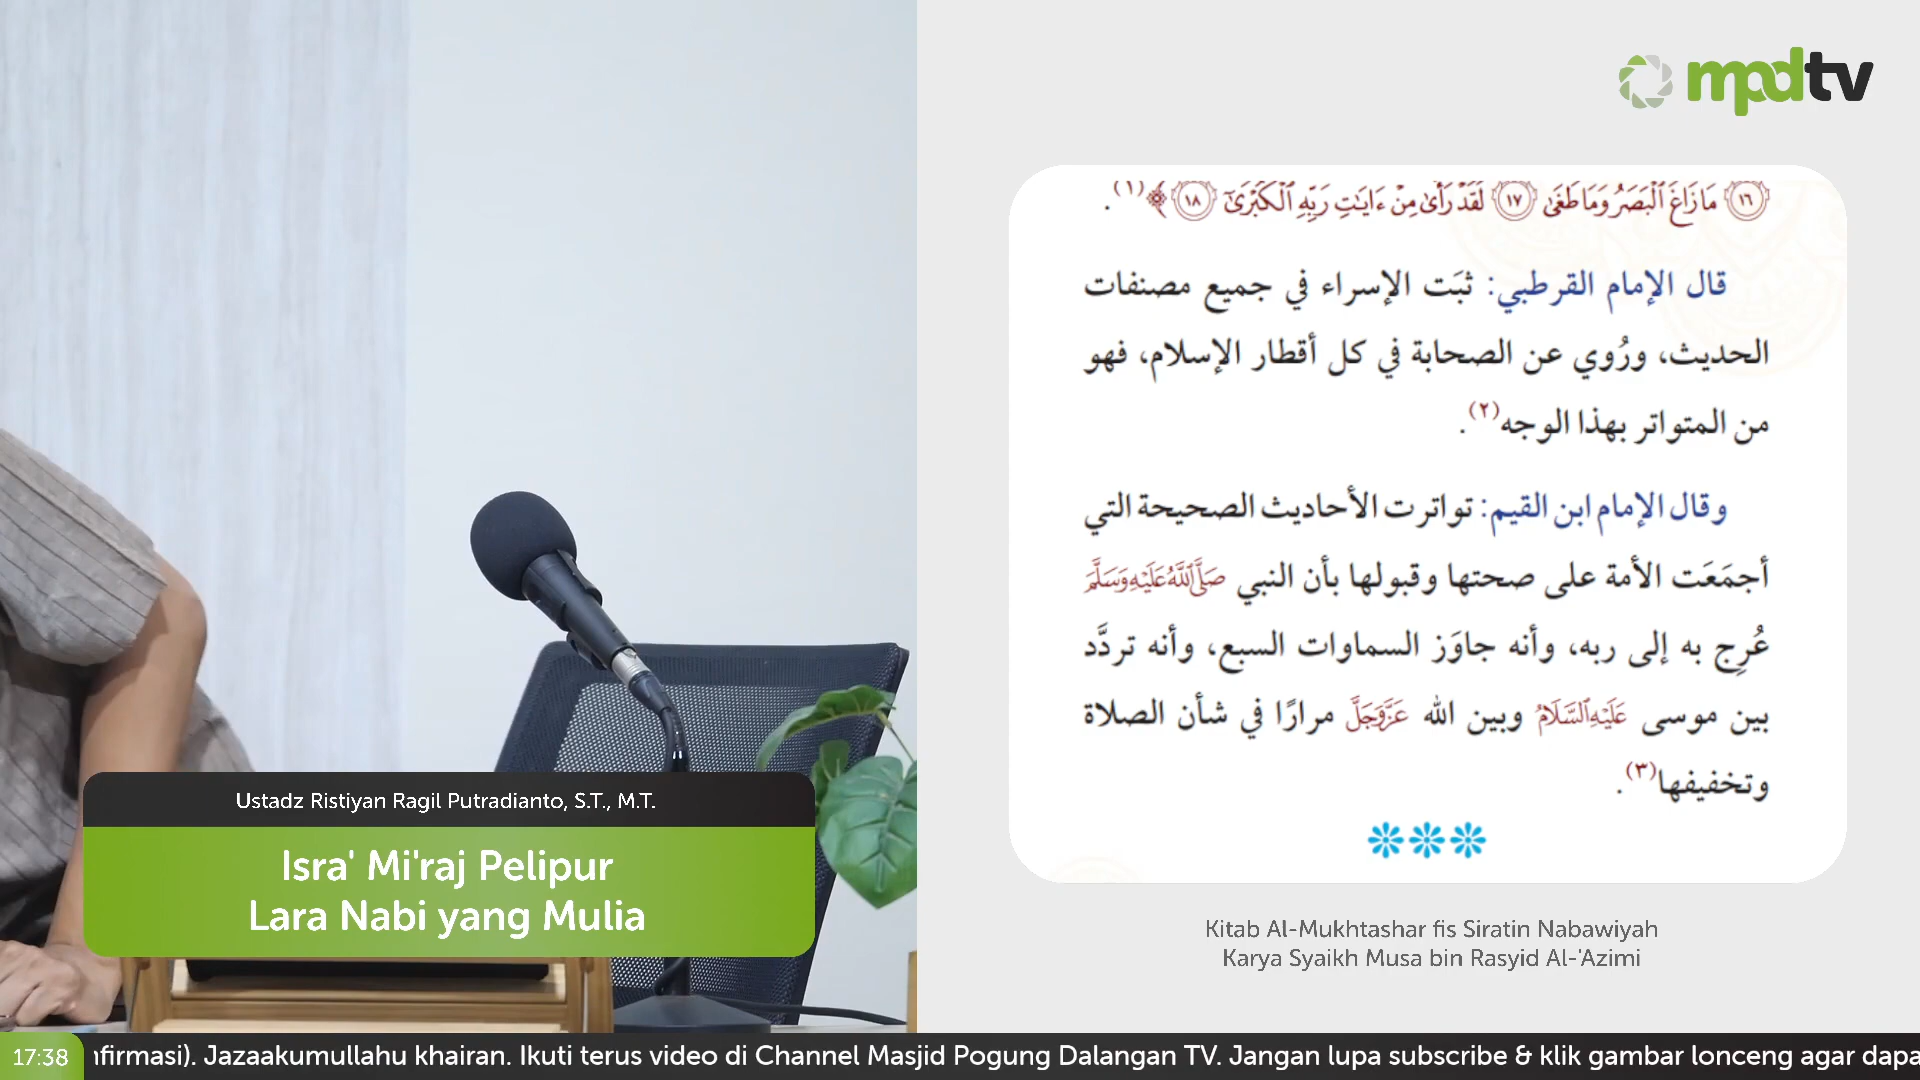 mpdtv
﴿١٦﴾ مَا زَاغَ ٱلْبَصَرُ وَمَا طَغَىٰ ﴿١٧﴾ لَقَدْ رَأَىٰ مِنْ ءَايَٰتِ رَبِّهِ ٱلْكُبْرَىٰٓ ﴿١٨﴾ ﴾(١).
قال الإمام القرطبي: ثبَت الإسراء في جميع مصنفات
الحديث، ورُوي عن الصحابة في كل أقطار الإسلام، فهو
من المتواتر بهذا الوجه(٢).
وقال الإمام ابن القيم: تواترت الأحاديث الصحيحة التي
أجمَعَت الأمة على صحتها وقبولها بأن النبي صَلَّى ٱللَّهُ عَلَيْهِ وَسَلَّمَ
عُرِج به إلى ربه، وأنه جاوَز السماوات السبع، وأنه تردَّد
بين موسى عَلَيْهِ ٱلسَّلَامُ وبين الله عَزَّ وَجَلَّ مرارًا في شأن الصلاة
وتخفيفها(٣).
Kitab Al-Mukhtashar fis Siratin Nabawiyah
Karya Syaikh Musa bin Rasyid Al-'Azimi
Ustadz Ristiyan Ragil Putradianto, S.T., M.T.
Isra' Mi'raj Pelipur
Lara Nabi yang Mulia
17:38 nfirmasi). Jazaakumullahu khairan. Ikuti terus video di Channel Masjid Pogung Dalangan TV. Jangan lupa subscribe & klik gambar lonceng agar dapa